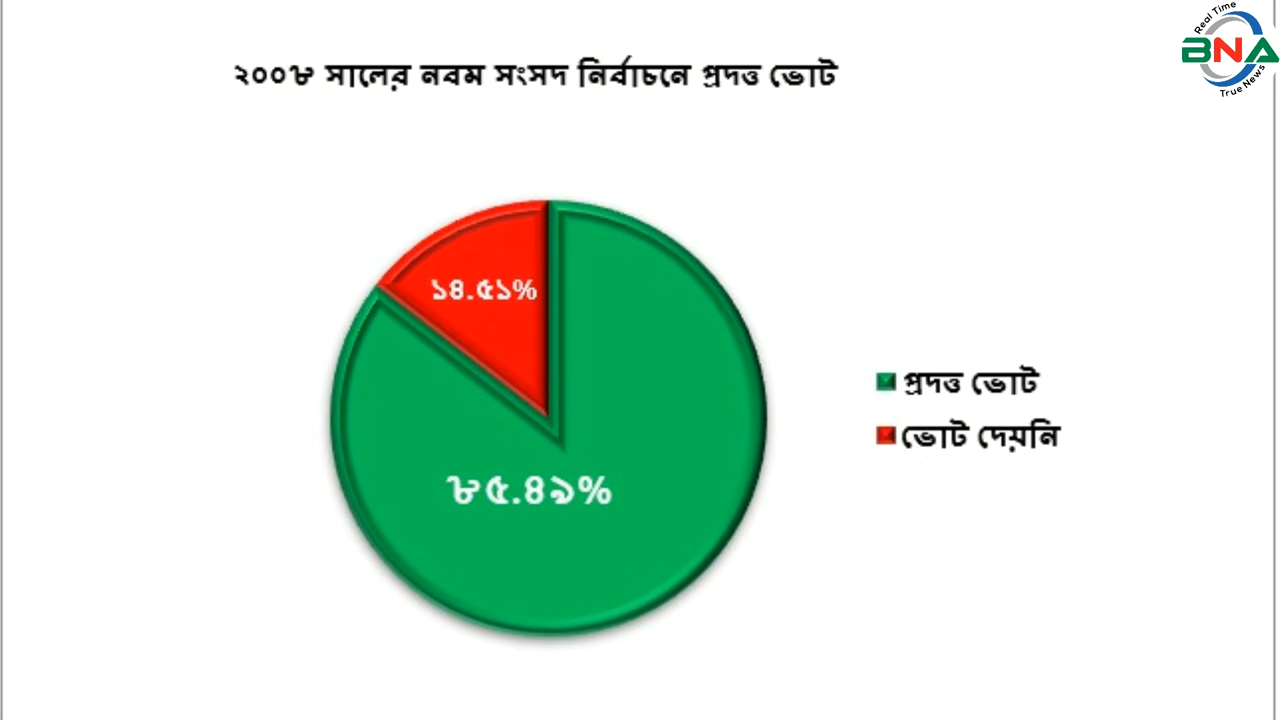 ২০০৮ সালের নবম সংসদ নির্বাচনে প্রদত্ত ভোট
Real Time
BNA
True News
১৪.৫১%
৮৫.৪৯%
প্রদত্ত ভোট
ভোট দেয়নি